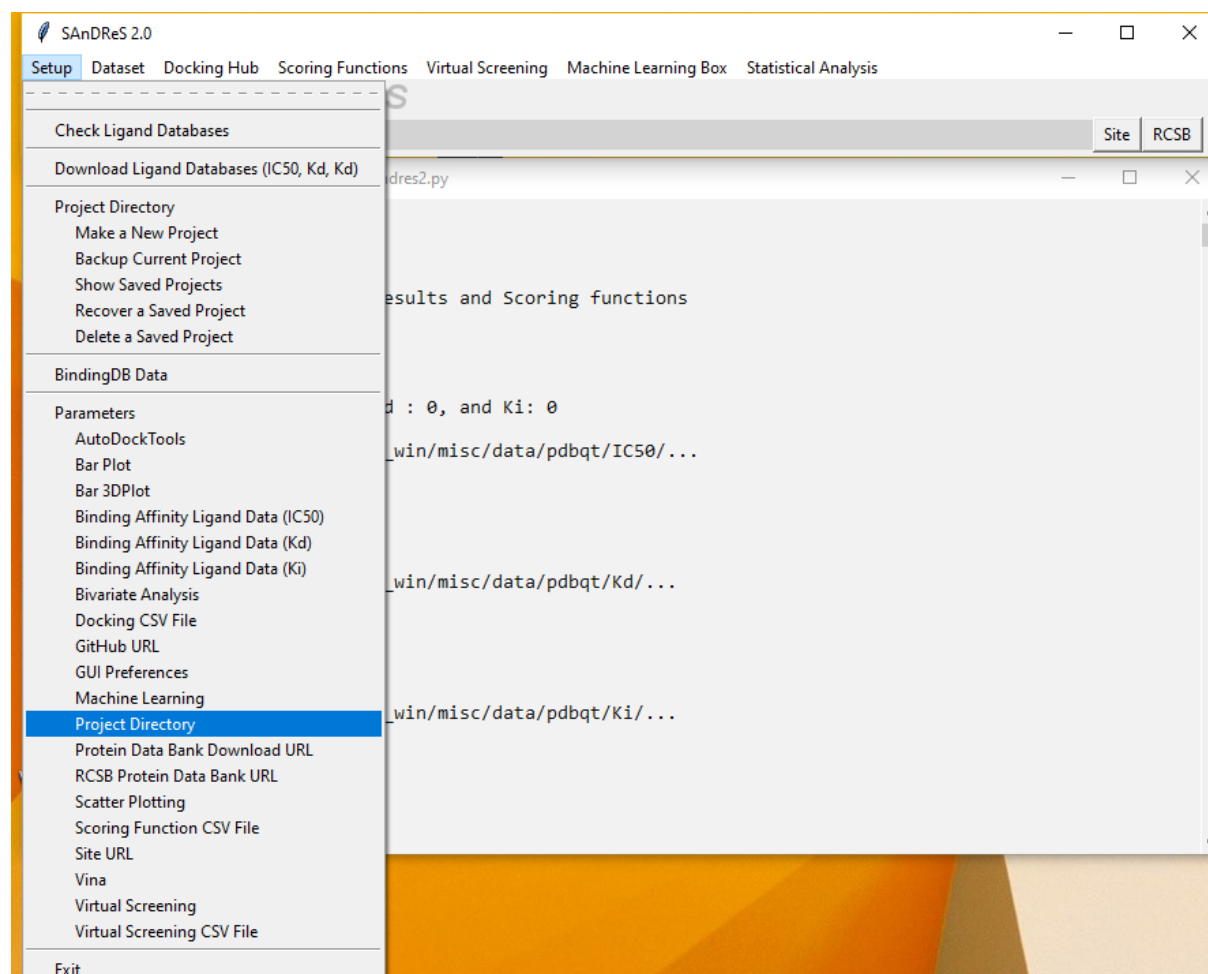 SAnDReS 2.0
Setup Dataset Docking Hub Scoring Functions Virtual Screening Machine Learning Box Statistical Analysis
S
Check Ligand Databases
Site RCSB
Download Ligand Databases (IC50, Kd, Kd)
dres2.py
Project Directory
Make a New Project
Backup Current Project
Show Saved Projects
esults and Scoring functions
Recover a Saved Project
Delete a Saved Project
BindingDB Data
d : 0, and Ki: 0
Parameters
AutoDockTools
_win/misc/data/pdbqt/IC50/...
Bar Plot
Bar 3DPlot
Binding Affinity Ligand Data (IC50)
Binding Affinity Ligand Data (Kd)
Binding Affinity Ligand Data (Ki)
_win/misc/data/pdbqt/Kd/...
Bivariate Analysis
Docking CSV File
GitHub URL
GUI Preferences
Machine Learning
_win/misc/data/pdbqt/Ki/...
Project Directory
Protein Data Bank Download URL
RCSB Protein Data Bank URL
Scatter Plotting
Scoring Function CSV File
Site URL
Vina
Virtual Screening
Virtual Screening CSV File
Exit